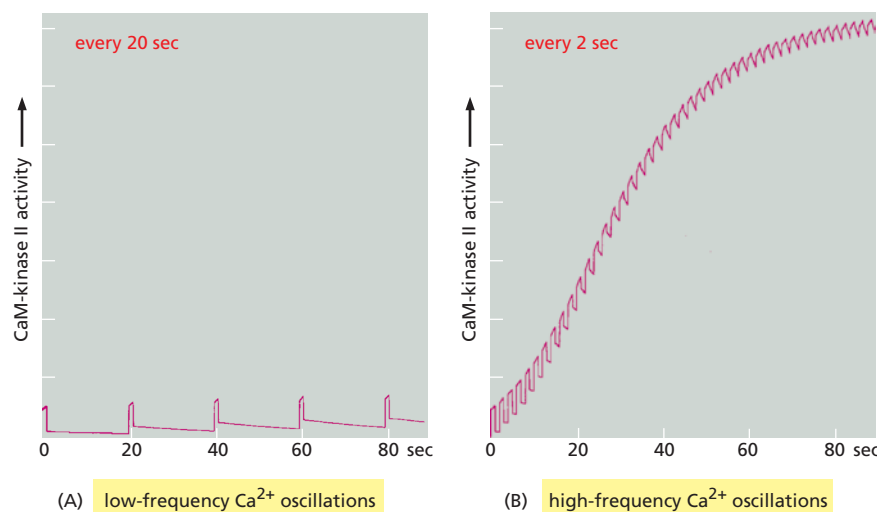 every 20 sec
CaM-kinase II activity
0 20 40 60 80 sec
(A) low-frequency Ca²⁺ oscillations
every 2 sec
CaM-kinase II activity
0 20 40 60 80 sec
(B) high-frequency Ca²⁺ oscillations